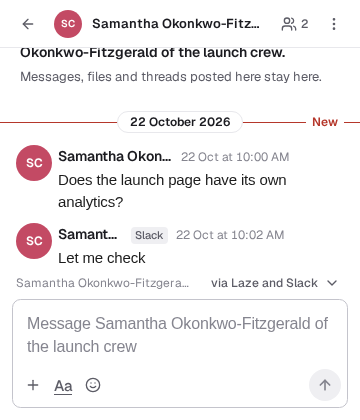 SC
Samantha Okonkwo-Fitz...
2
Okonkwo-Fitzgerald of the launch crew.
Messages, files and threads posted here stay here.
22 October 2026
New
SC
Samantha Okon... 22 Oct at 10:00 AM
Does the launch page have its own
analytics?
SC
Samant... Slack 22 Oct at 10:02 AM
Let me check
Samantha Okonkwo-Fitzgera... via Laze and Slack
Message Samantha Okonkwo-Fitzgerald of
the launch crew
Aa